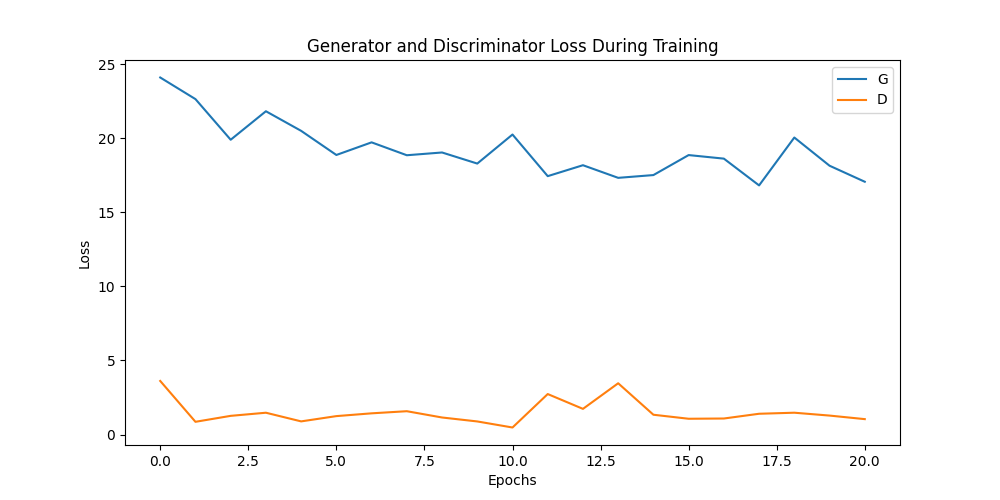 Generator and Discriminator Loss During Training
G
D
25
20
15
10
5
0
Loss
0.0 2.5 5.0 7.5 10.0 12.5 15.0 17.5 20.0
Epochs